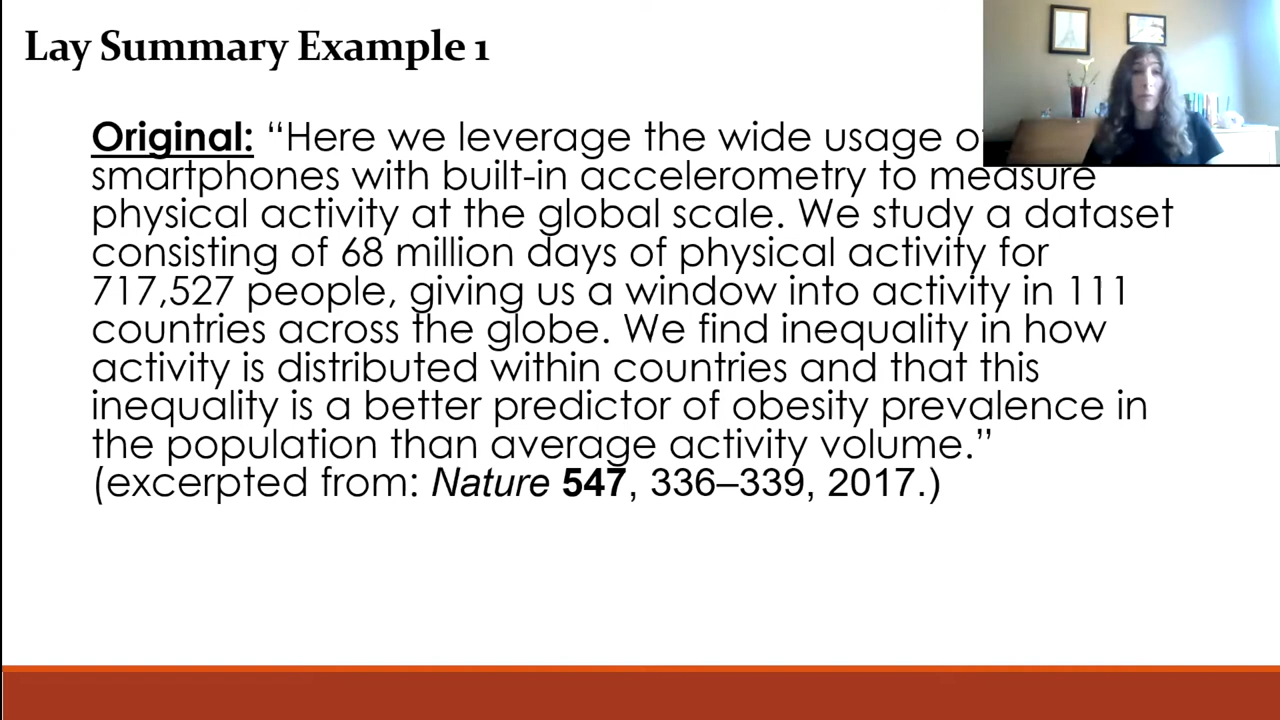 Lay Summary Example 1
Original: “Here we leverage the wide usage
smartphones with built-in accelerometry to measure
physical activity at the global scale. We study a dataset
consisting of 68 million days of physical activity for
717,527 people, giving us a window into activity in 111
countries across the globe. We find inequality in how
activity is distributed within countries and that this
inequality is a better predictor of obesity prevalence in
the population than average activity volume.”
(excerpted from: Nature 547, 336–339, 2017.)